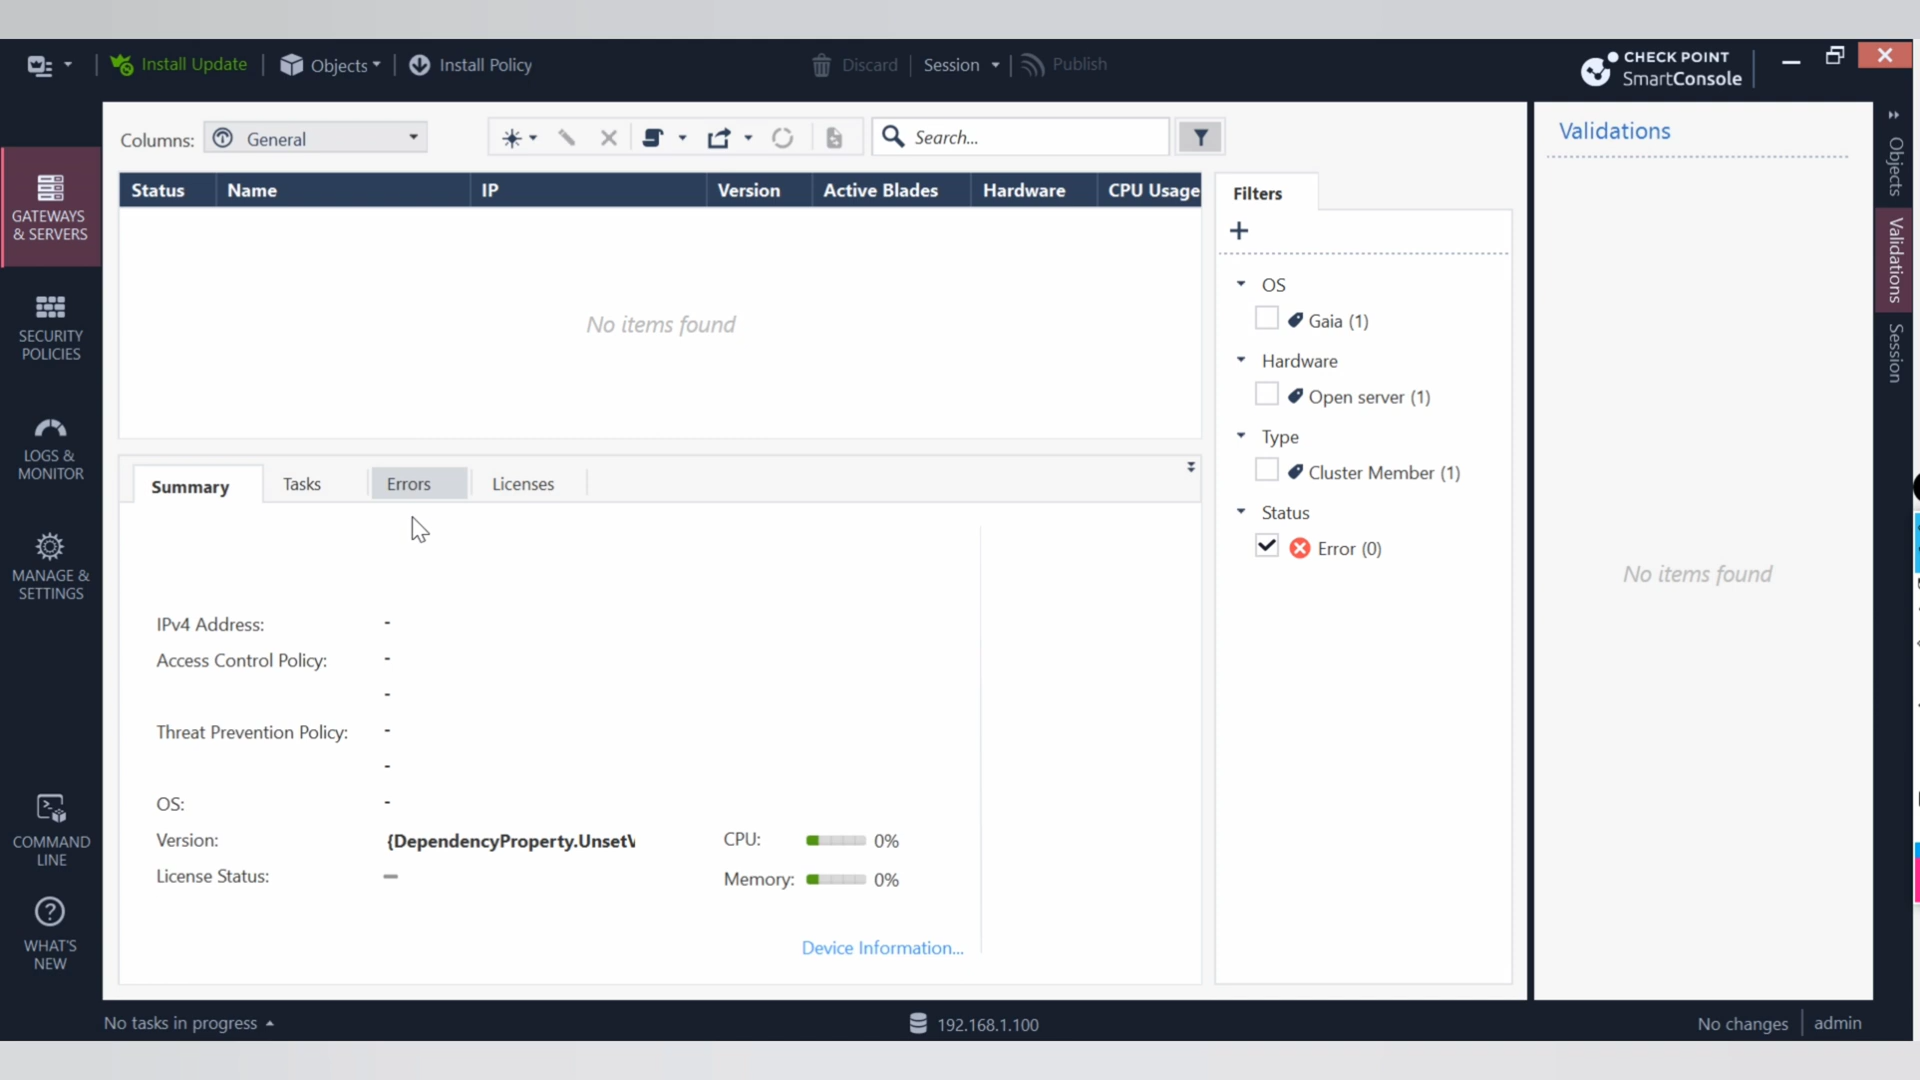 Install Update
Objects
Install Policy
Discard
Session
Publish
CHECK POINT
SmartConsole
GATEWAYS
& SERVERS
SECURITY
POLICIES
LOGS &
MONITOR
MANAGE &
SETTINGS
COMMAND
LINE
WHAT'S
NEW
Columns:
General
Search...
Status
Name
IP
Version
Active Blades
Hardware
CPU Usage
No items found
Summary
Tasks
Errors
Licenses
IPv4 Address: -
Access Control Policy: -
-
Threat Prevention Policy: -
-
OS: -
Version: {DependencyProperty.UnsetV
License Status: –
CPU: 0%
Memory: 0%
Device Information...
Filters
+
OS
Gaia (1)
Hardware
Open server (1)
Type
Cluster Member (1)
Status
Error (0)
Validations
No items found
Objects
Validations
Session
No tasks in progress
192.168.1.100
No changes
admin